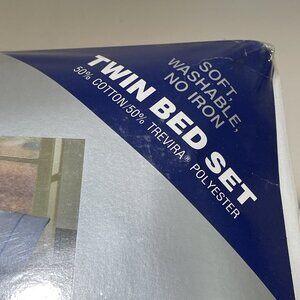 SOFT,
WASHABLE,
NO IRON
TWIN BED SET
50% COTTON/50% TREVIRA® POLYESTER